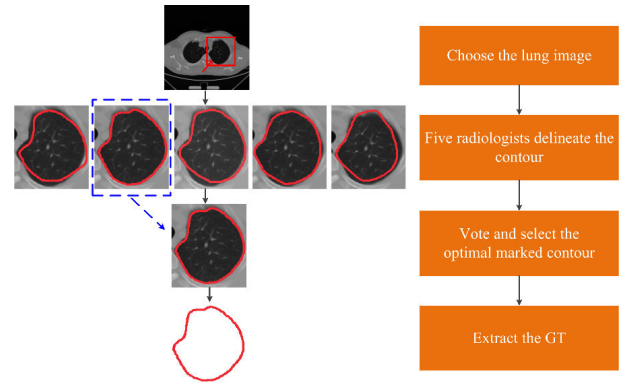 Choose the lung image
Five radiologists delineate the
contour
Vote and select the
optimal marked contour
Extract the GT